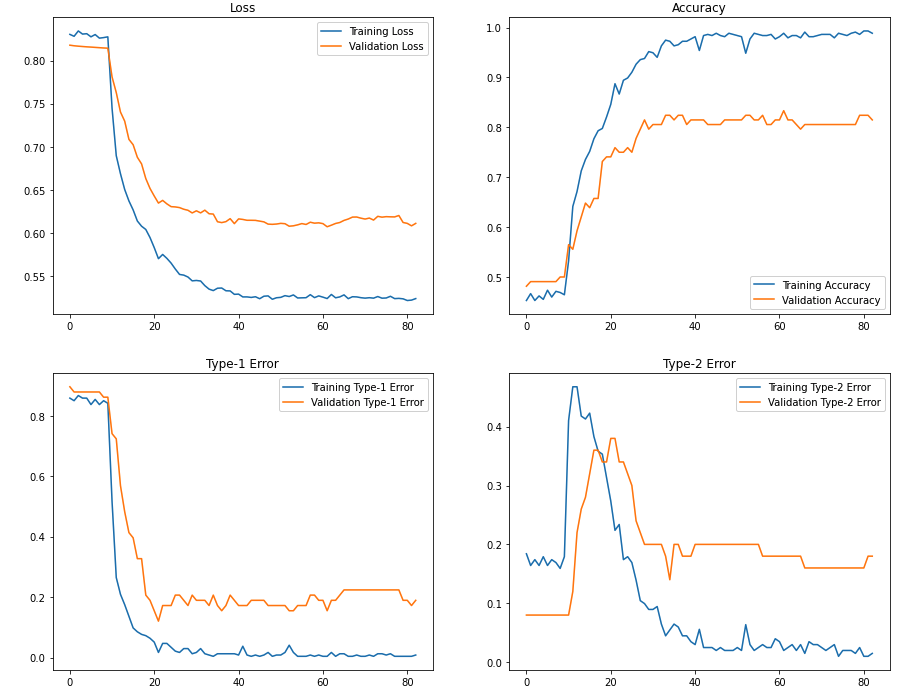 Loss
Training Loss
Validation Loss
0.80
0.75
0.70
0.65
0.60
0.55
0 20 40 60 80
Accuracy
1.0
0.9
0.8
0.7
0.6
0.5
Training Accuracy
Validation Accuracy
0 20 40 60 80
Type-1 Error
Training Type-1 Error
Validation Type-1 Error
0.8
0.6
0.4
0.2
0.0
0 20 40 60 80
Type-2 Error
Training Type-2 Error
Validation Type-2 Error
0.4
0.3
0.2
0.1
0.0
0 20 40 60 80